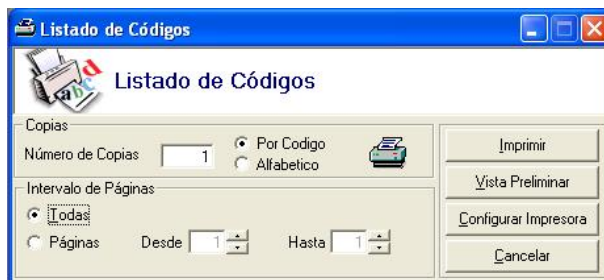 Listado de Códigos
abcd
Listado de Códigos
Copias
Número de Copias 1
Por Codigo
Alfabetico
Intervalo de Páginas
Todas
Páginas Desde 1 Hasta 1
Imprimir
Vista Preliminar
Configurar Impresora
Cancelar